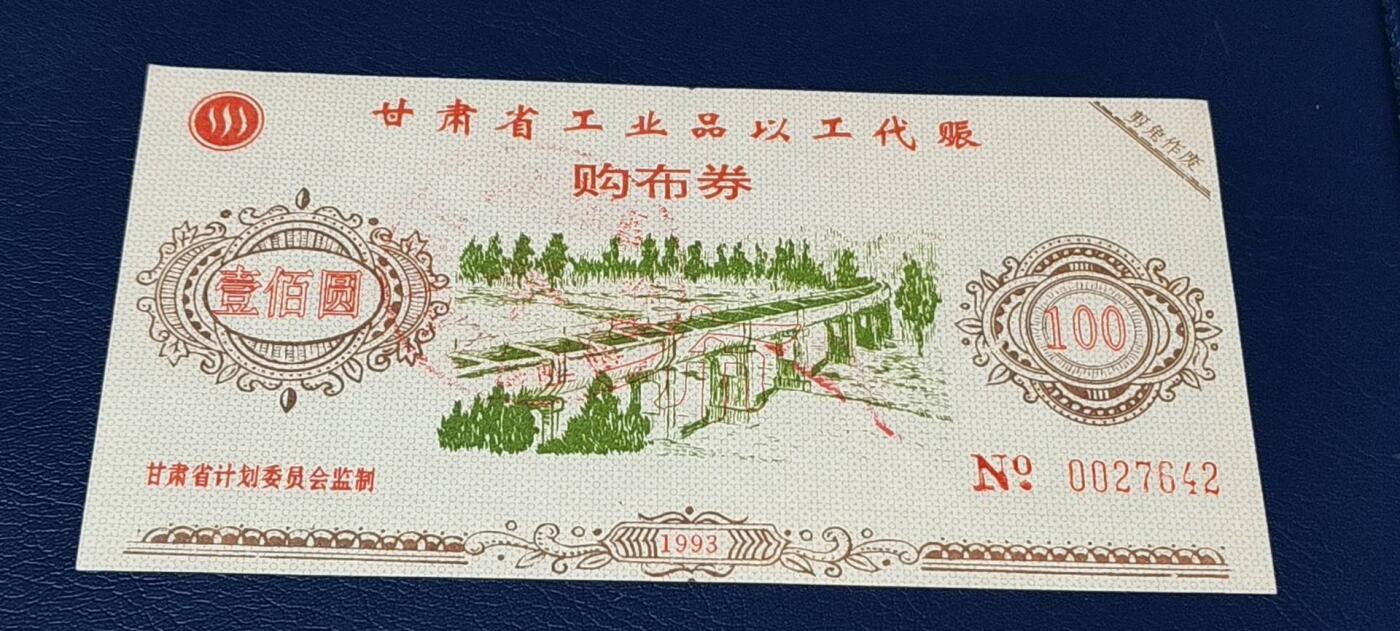 甘肃省工业品以工代赈
购布券
剪角作废
壹佰圆
100
甘肃省计划委员会监制
Nº 0027642
1993